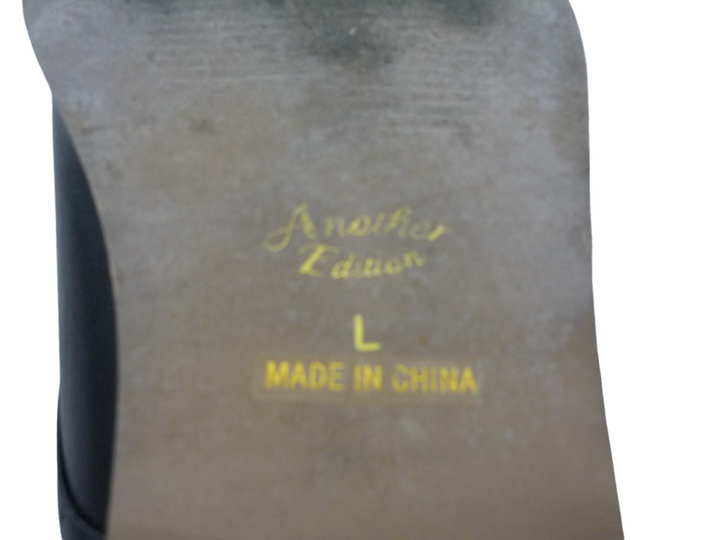 Another
Edition
L
MADE IN CHINA